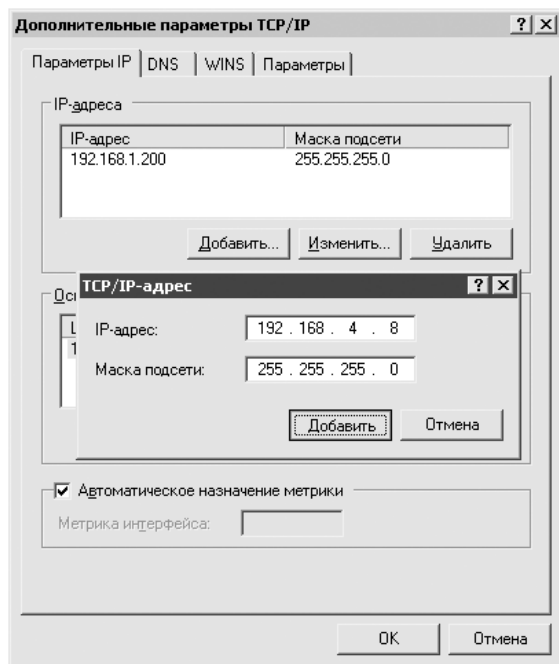 Дополнительные параметры TCP/IP
Параметры IP DNS WINS Параметры
IP-адреса
IP-адрес Маска подсети
192.168.1.200 255.255.255.0
Добавить... Изменить... Удалить
TCP/IP-адрес
IP-адрес: 192 . 168 . 4 . 8
Маска подсети: 255 . 255 . 255 . 0
Добавить Отмена
Автоматическое назначение метрики
Метрика интерфейса:
OK Отмена